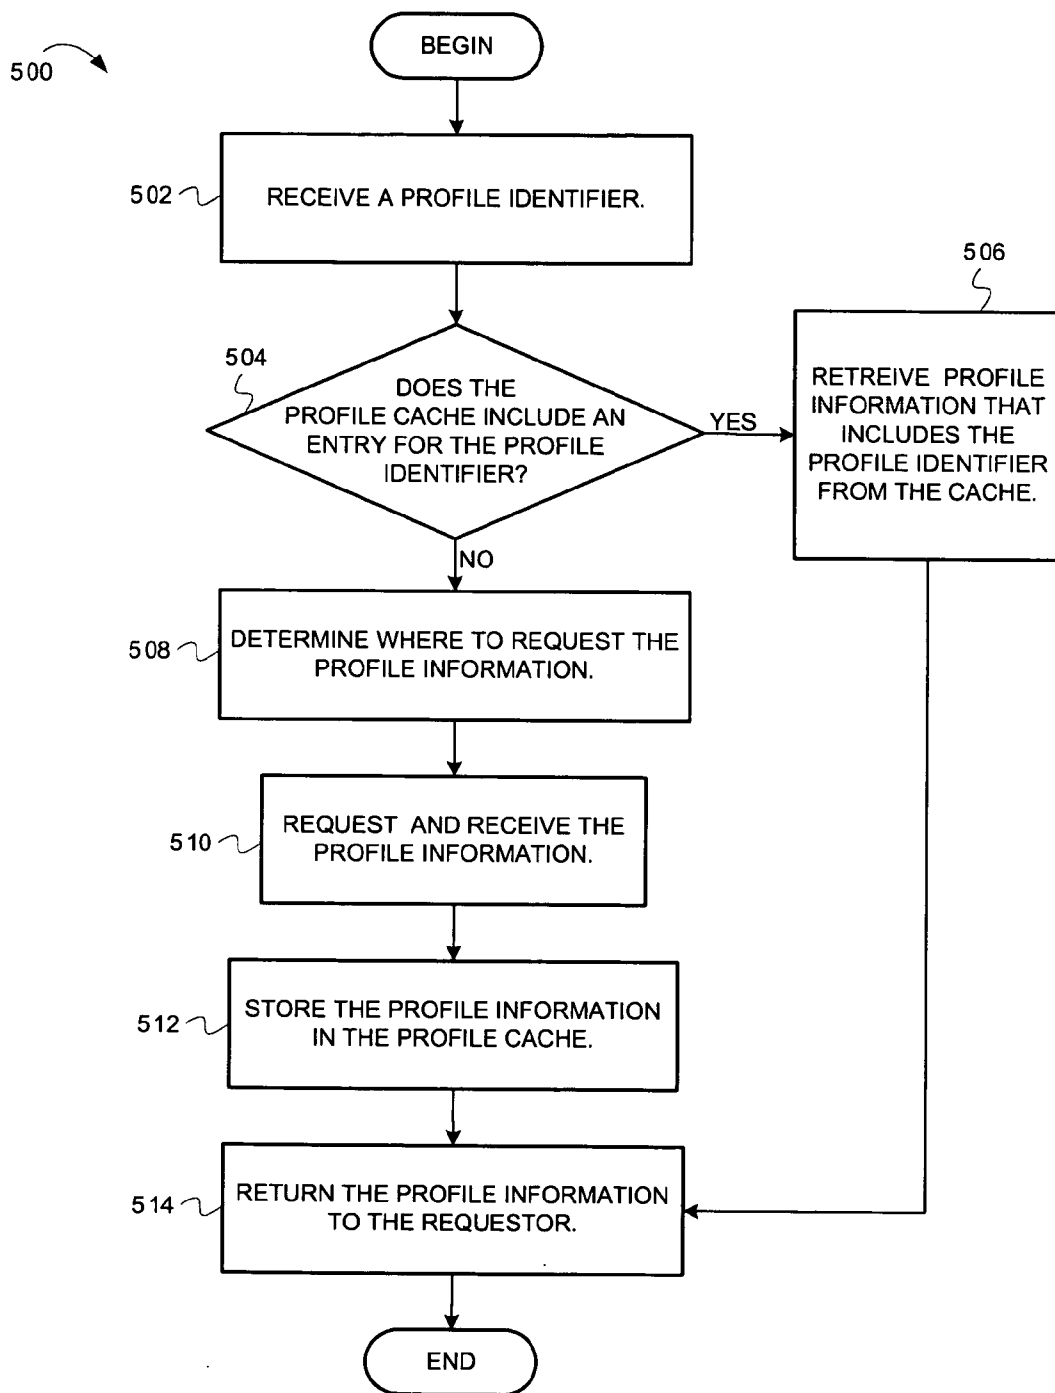 500
BEGIN
502
RECEIVE A PROFILE IDENTIFIER.
504
DOES THE
PROFILE CACHE INCLUDE AN
ENTRY FOR THE PROFILE
IDENTIFIER?
YES
506
RETREIVE PROFILE
INFORMATION THAT
INCLUDES THE
PROFILE IDENTIFIER
FROM THE CACHE.
NO
508
DETERMINE WHERE TO REQUEST THE
PROFILE INFORMATION.
510
REQUEST AND RECEIVE THE
PROFILE INFORMATION.
512
STORE THE PROFILE INFORMATION
IN THE PROFILE CACHE.
514
RETURN THE PROFILE INFORMATION
TO THE REQUESTOR.
END